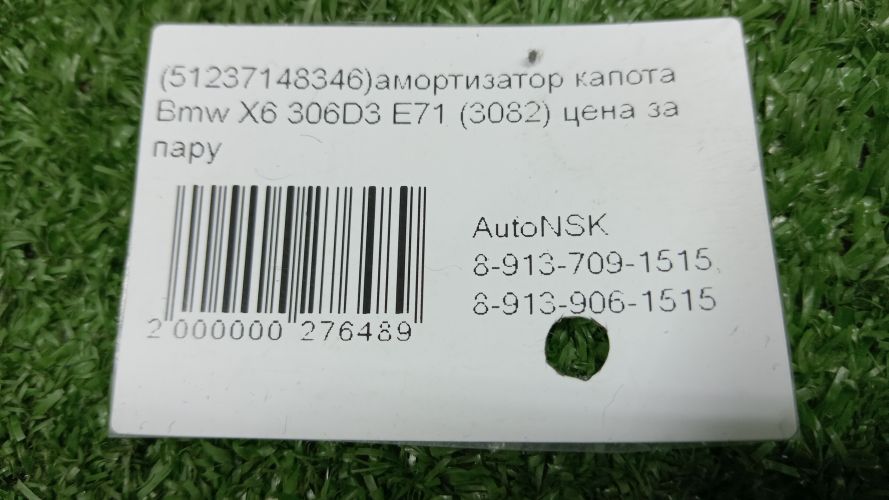 (51237148346)амортизатор капота
Bmw X6 306D3 E71 (3082) цена за
пару
AutoNSK
8-913-709-1515,
8-913-906-1515
2 000000 276489